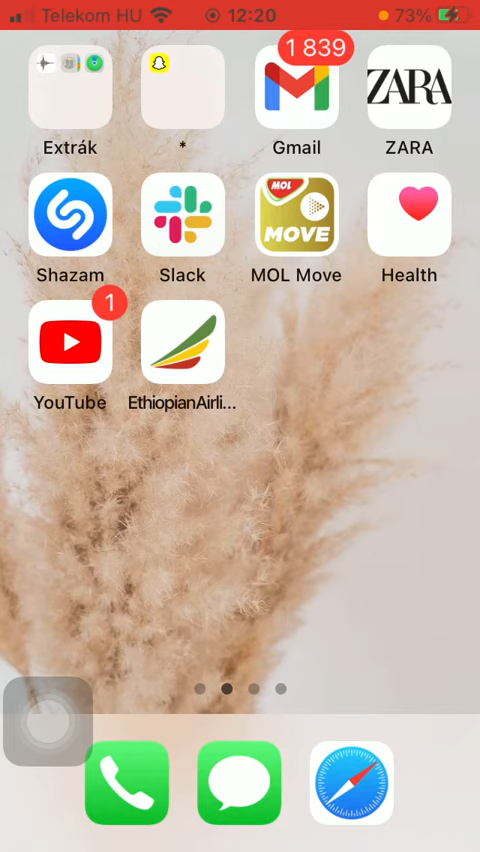 Telekom HU 12:20 73%
1 839
ZARA
Extrák * Gmail ZARA
MOL
MOVE
Shazam Slack MOL Move Health
1
YouTube EthiopianAirli...